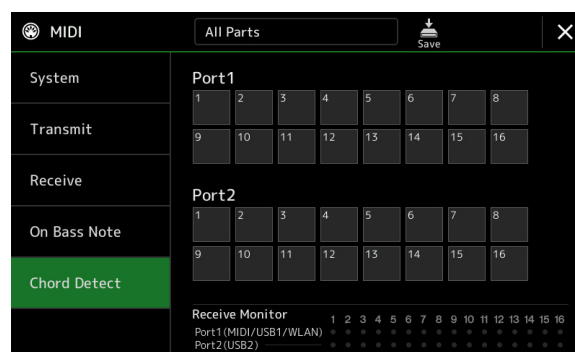 MIDI
All Parts
Save
System
Transmit
Receive
On Bass Note
Chord Detect
Port1
1 2 3 4 5 6 7 8
9 10 11 12 13 14 15 16
Port2
1 2 3 4 5 6 7 8
9 10 11 12 13 14 15 16
Receive Monitor 1 2 3 4 5 6 7 8 9 10 11 12 13 14 15 16
Port1(MIDI/USB1/WLAN)
Port2(USB2)